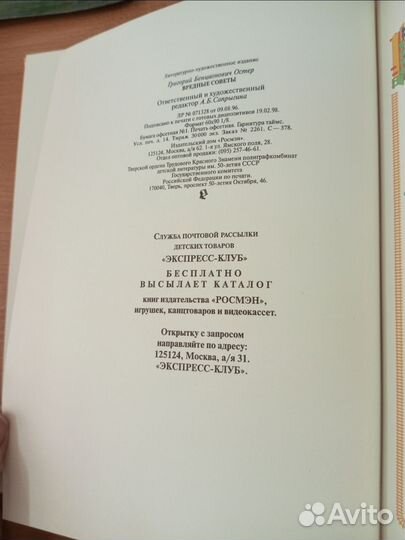 Литературно-художественное издание
Григорий Бенционович Остер
ВРЕДНЫЕ СОВЕТЫ
Ответственный и художественный
редактор А.Б.Сапрыгина
ЛР № 071328 от 09.08.96.
Подписано к печати с готовых диапозитивов 19.02.98.
Формат 60х90 1/8.
Бумага офсетная №1. Печать офсетная. Гарнитура таймс.
Усл. печ. л. 14. Тираж 30 000 экз. Заказ № 2261. С — 378.
Издательский дом «Росмэн».
125124, Москва, а/я 62. 1-я ул. Ямского поля, 28.
Отдел оптовой продажи: (095) 257-46-61.
Тверской ордена Трудового Красного Знамени полиграфкомбинат
детской литературы им. 50-летия СССР
Государственного комитета
Российской Федерации по печати.
170040, Тверь, проспект 50-летия Октября, 46.
Служба почтовой рассылки
детских товаров
«ЭКСПРЕСС-КЛУБ»
БЕСПЛАТНО
ВЫСЫЛАЕТ КАТАЛОГ
книг издательства «РОСМЭН»,
игрушек, канцтоваров и видеокассет.
Открытку с запросом
направляйте по адресу:
125124, Москва, а/я 31.
«ЭКСПРЕСС-КЛУБ».
Avito